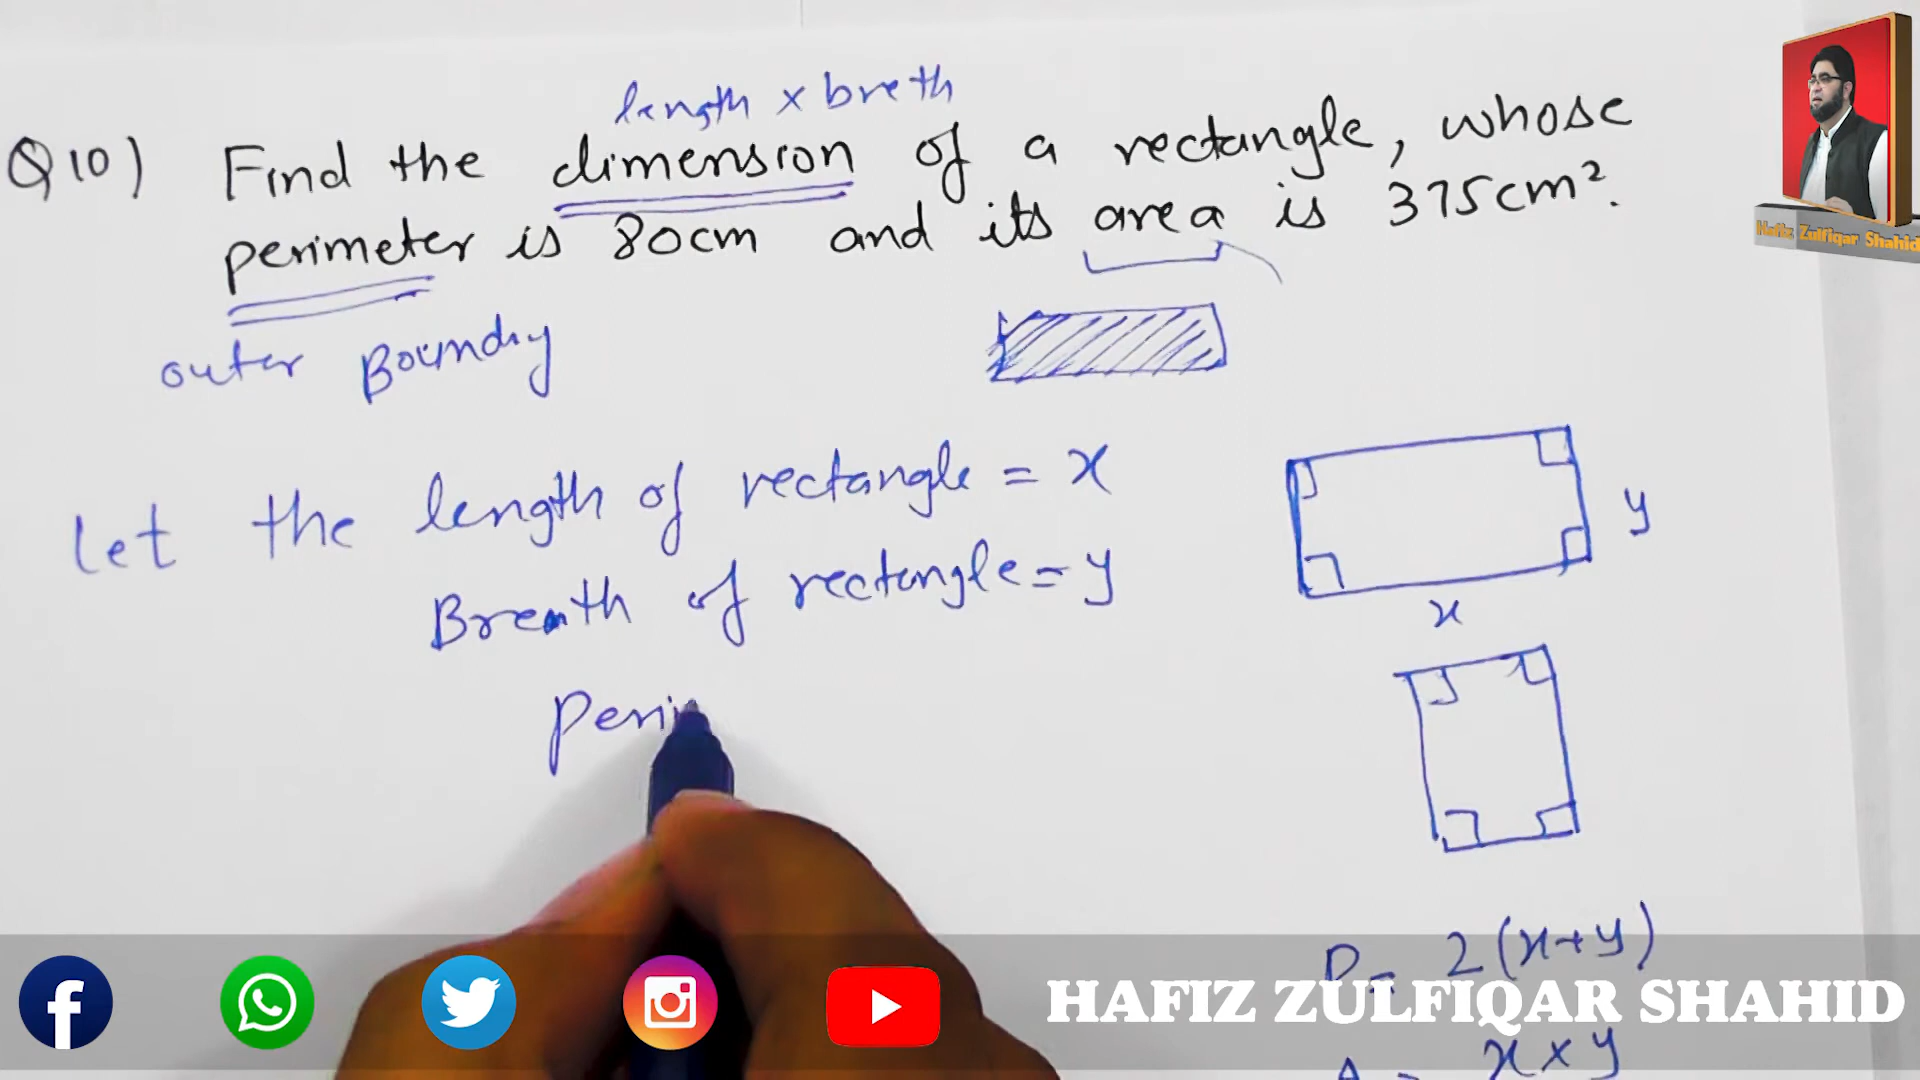 length x breth
Q10) Find the dimension of a rectangle, whose
perimeter is 80cm and its area is 375cm².
outer Boundry
Let the length of rectangle = x
Breath of rectangle = y
y
x
Peri
P = 2(x+y)
A = x x y
Hafiz Zulfiqar Shahid
HAFIZ ZULFIQAR SHAHID